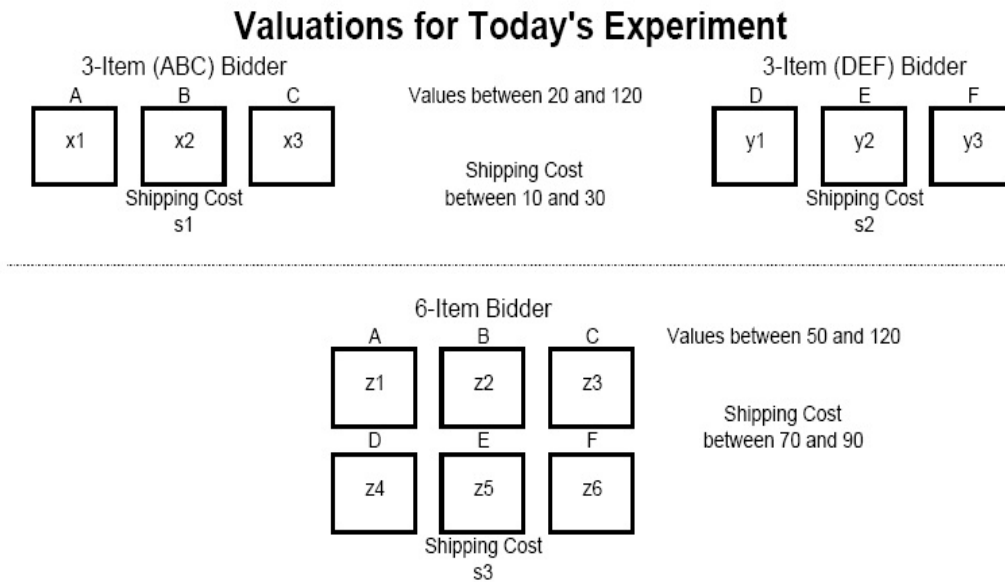 Valuations for Today's Experiment
3-Item (ABC) Bidder
A B C
x1 x2 x3
Shipping Cost
s1
Values between 20 and 120
Shipping Cost
between 10 and 30
3-Item (DEF) Bidder
D E F
y1 y2 y3
Shipping Cost
s2
6-Item Bidder
A B C
z1 z2 z3
D E F
z4 z5 z6
Shipping Cost
s3
Values between 50 and 120
Shipping Cost
between 70 and 90